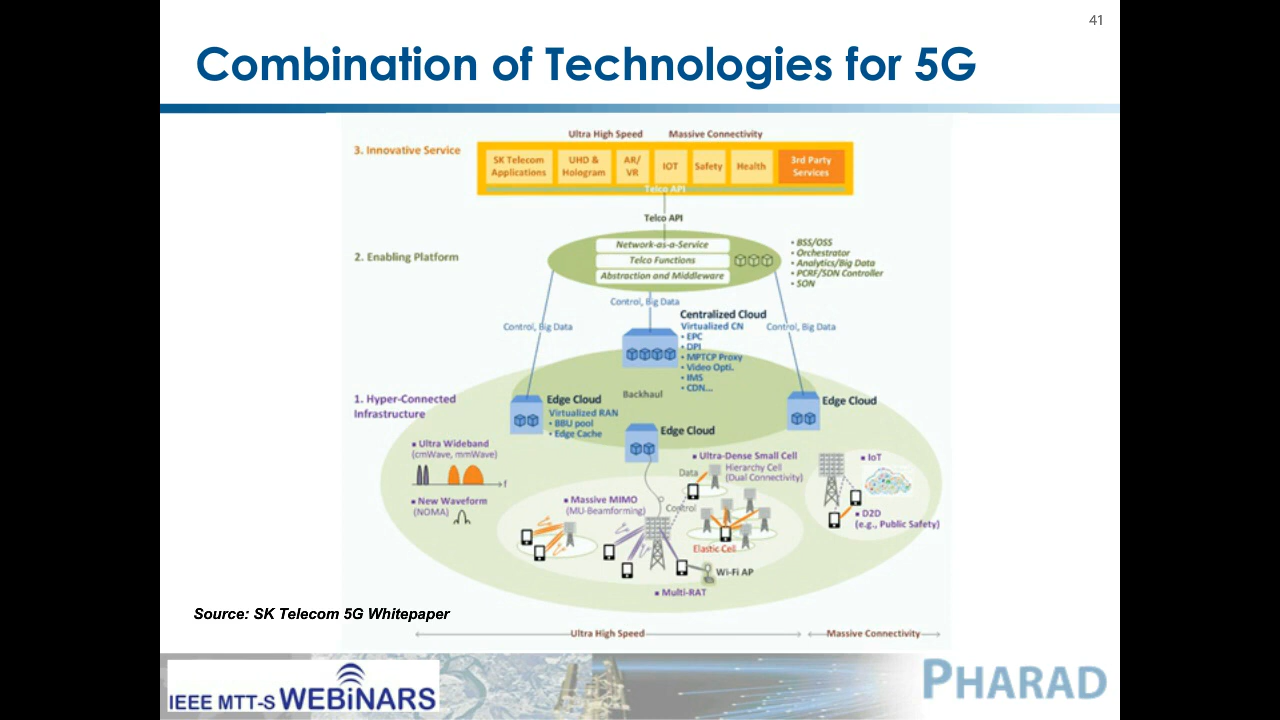 41
Combination of Technologies for 5G
Ultra High Speed Massive Connectivity
3. Innovative Service
SK Telecom
Applications
UHD &
Hologram
AR/
VR
IOT
Safety
Health
3rd Party
Services
Telco API
Telco API
2. Enabling Platform
Network-as-a-Service
Telco Functions
Abstraction and Middleware
• BSS/OSS
• Orchestrator
• Analytics/Big Data
• PCRF/SDN Controller
• SON
Control, Big Data
Control, Big Data
Control, Big Data
Centralized Cloud
Virtualized CN
• EPC
• DPI
• MPTCP Proxy
• Video Opti.
• IMS
• CDN...
Backhaul
1. Hyper-Connected
Infrastructure
Edge Cloud
Virtualized RAN
• BBU pool
• Edge Cache
Edge Cloud
Edge Cloud
▪ Ultra Wideband
(cmWave, mmWave)
f
▪ New Waveform
(NOMA)
▪ Massive MIMO
(MU-Beamforming)
▪ Ultra-Dense Small Cell
Hierarchy Cell
(Dual Connectivity)
Data
Control
Elastic Cell
Wi-Fi AP
▪ Multi-RAT
▪ IoT
▪ D2D
(e.g., Public Safety)
Source: SK Telecom 5G Whitepaper
Ultra High Speed
Massive Connectivity
IEEE MTT-S WEBiNARS
PHARAD